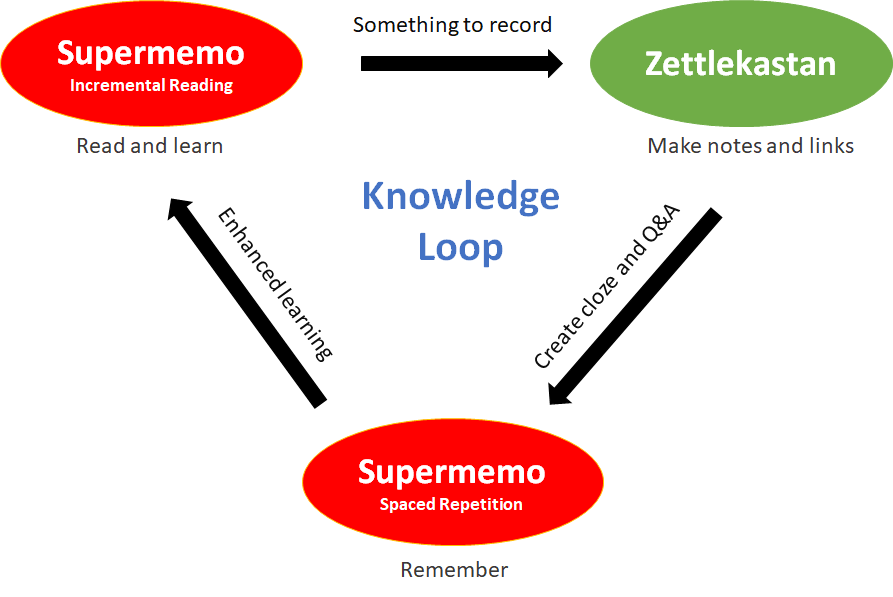 Something to record
Supermemo
Incremental Reading
Zettlekastan
Read and learn
Make notes and links
Knowledge
Loop
Enhanced learning
Create cloze and Q&A
Supermemo
Spaced Repetition
Remember